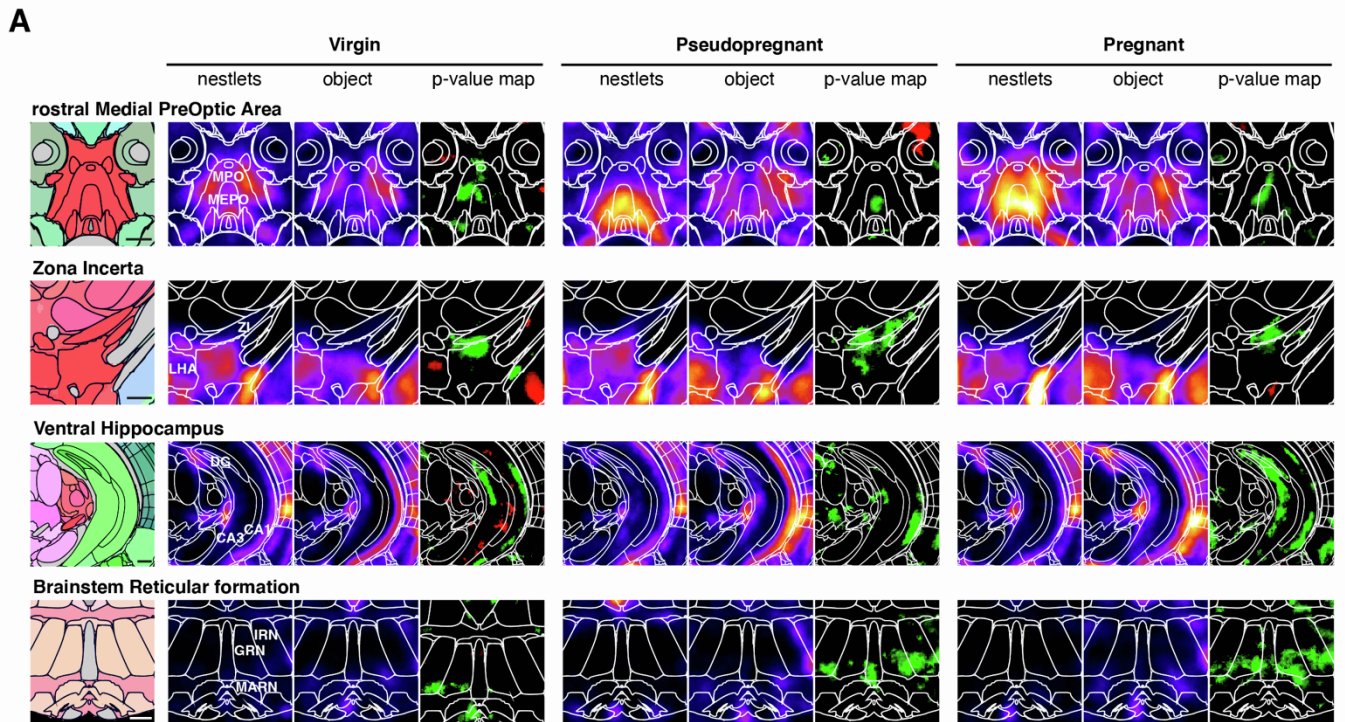 A
Virgin Pseudopregnant Pregnant
nestlets object p-value map nestlets object p-value map nestlets object p-value map
rostral Medial PreOptic Area
MPO
MEPO
Zona Incerta
ZI
LHA
Ventral Hippocampus
DG
CA1
CA3
Brainstem Reticular formation
IRN
GRN
MARN